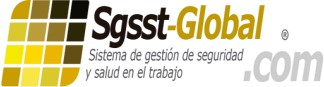 Sgsst-Global ®
Sistema de gestión de seguridad
y salud en el trabajo
.com